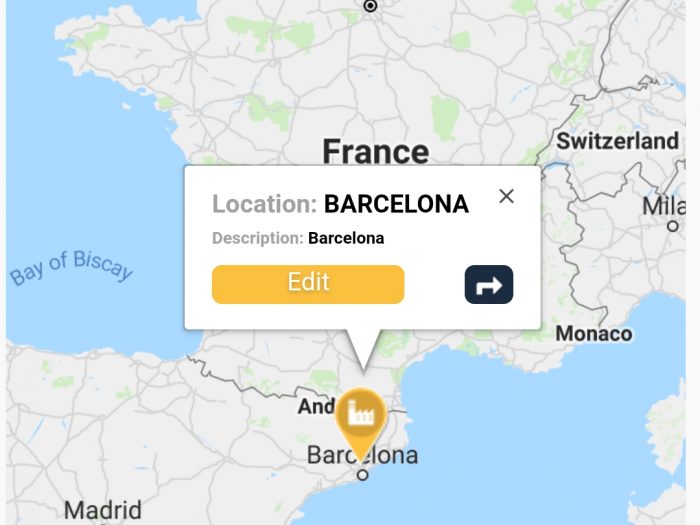 France
Switzerland
Location: BARCELONA
Description: Barcelona
Edit
Mila
Bay of Biscay
Monaco
And
Barcelona
Madrid